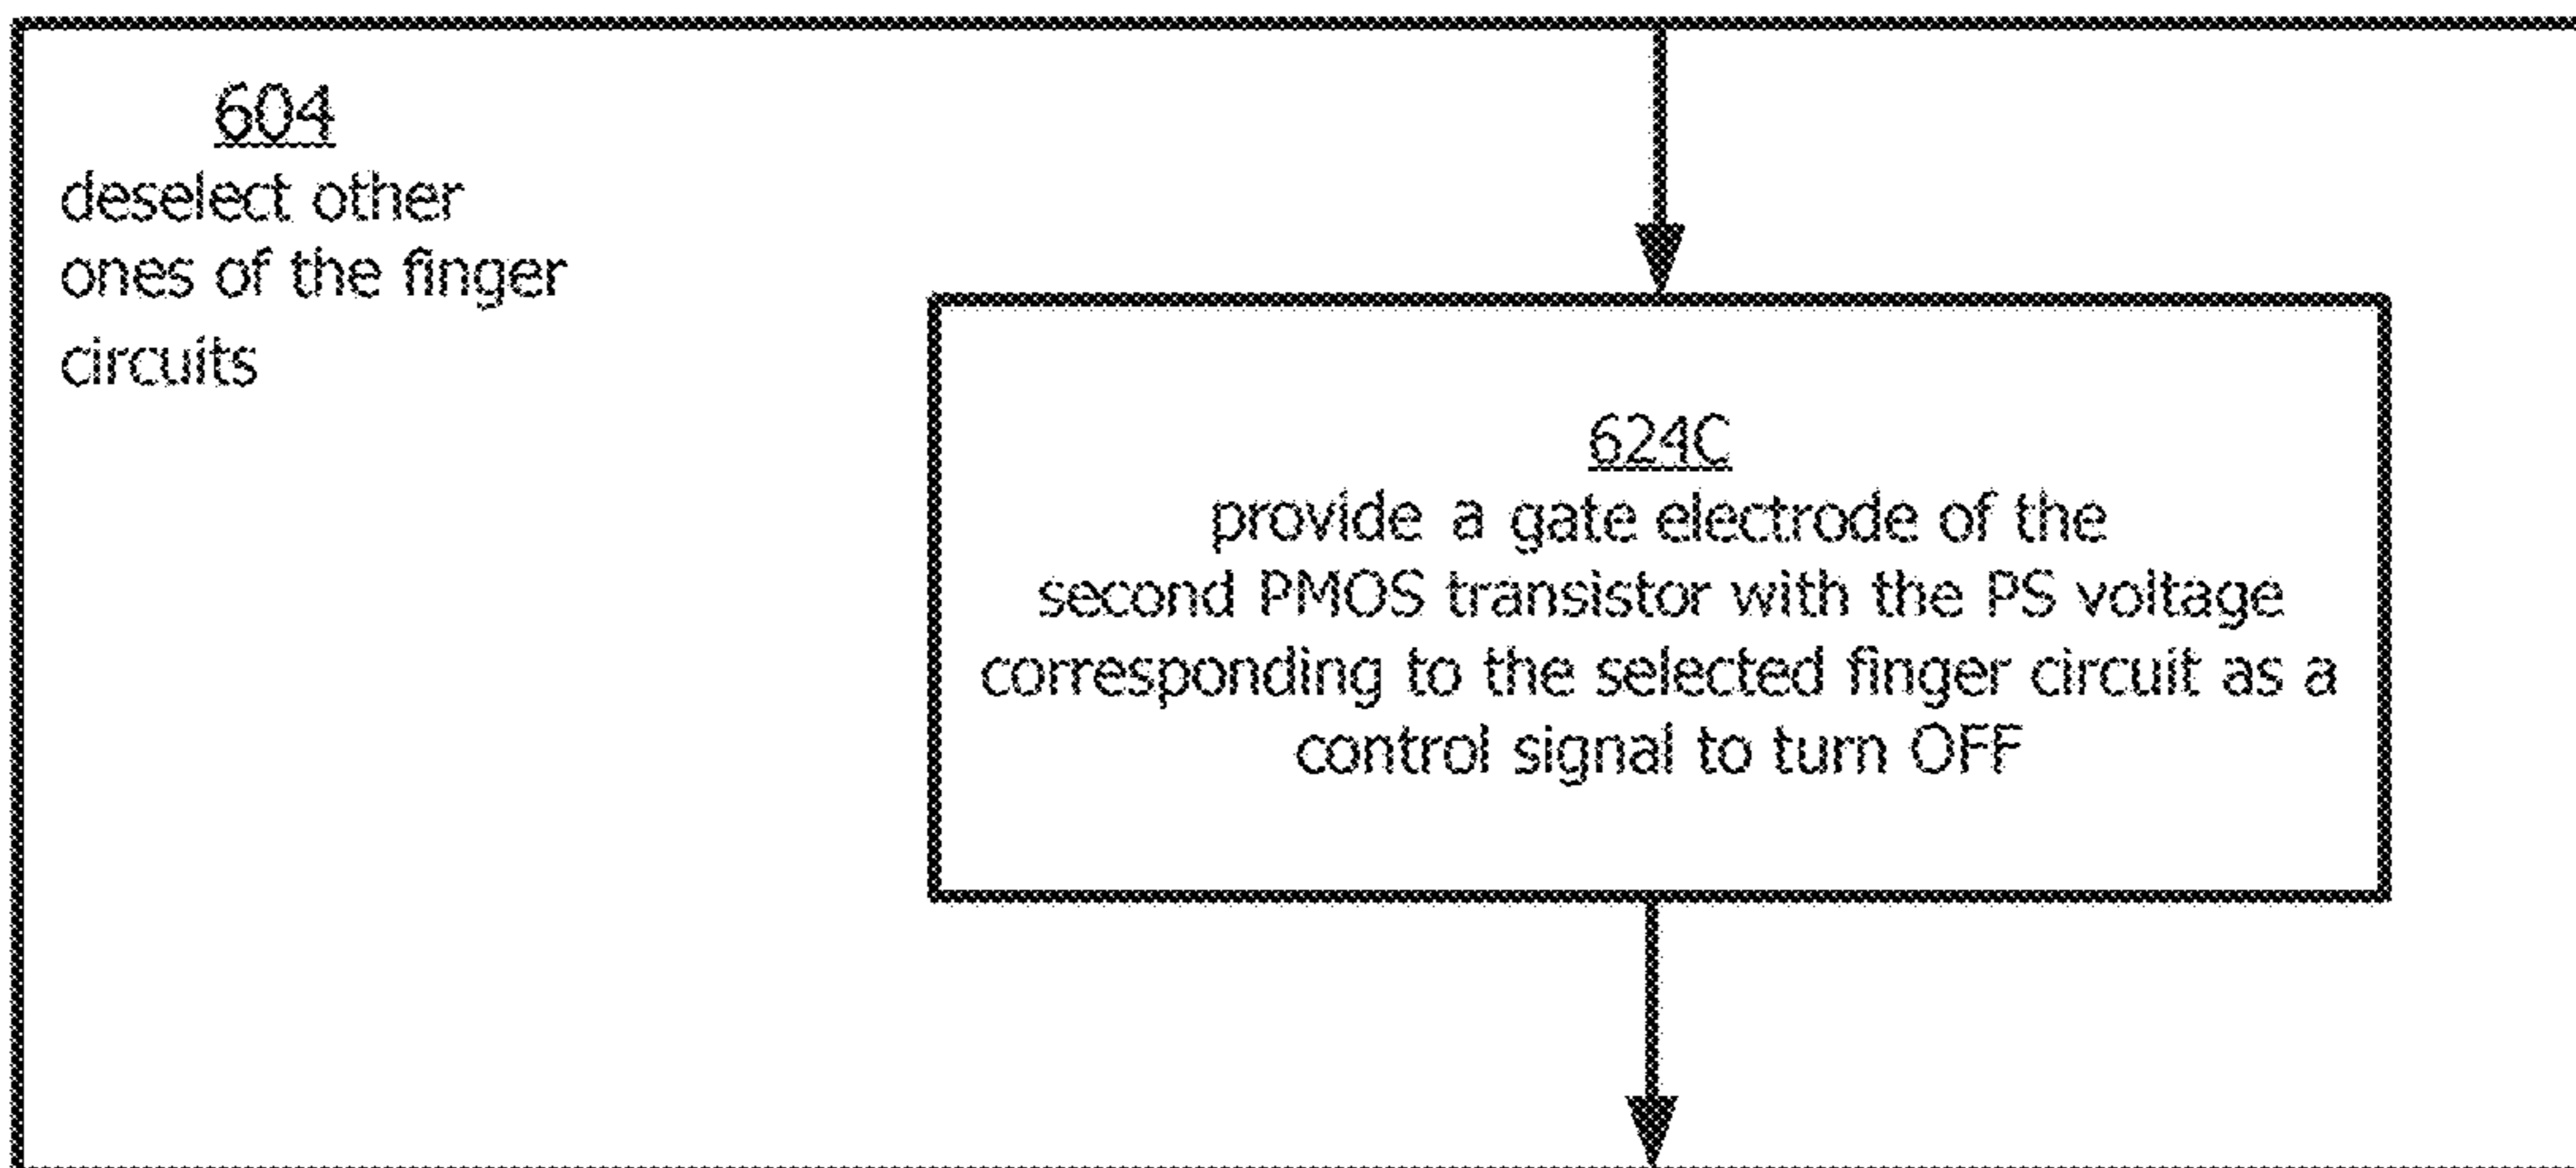 604
deselect other
ones of the finger
circuits
624C
provide a gate electrode of the
second PMOS transistor with the PS voltage
corresponding to the selected finger circuit as a
control signal to turn OFF